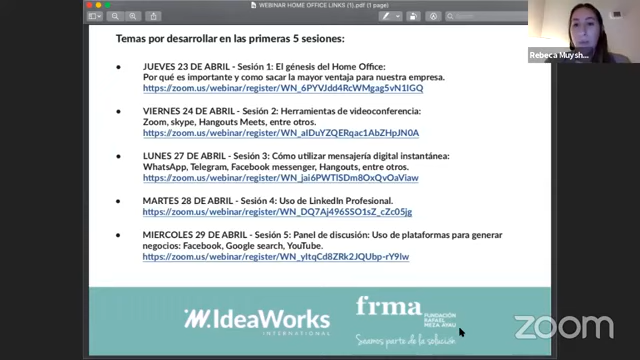 WEBINAR HOME OFFICE LINKS (1).pdf (1 page)
Search
Rebeca Muysh...
Temas por desarrollar en las primeras 5 sesiones:
JUEVES 23 DE ABRIL - Sesión 1: El génesis del Home Office:
Por qué es importante y como sacar la mayor ventaja para nuestra empresa.
https://zoom.us/webinar/register/WN_6PYVJdd4RcWMgag5vN1IGQ
VIERNES 24 DE ABRIL - Sesión 2: Herramientas de videoconferencia:
Zoom, skype, Hangouts Meets, entre otros.
https://zoom.us/webinar/register/WN_aIDuYZQERqac1AbZHpJN0A
LUNES 27 DE ABRIL - Sesión 3: Cómo utilizar mensajería digital instantánea:
WhatsApp, Telegram, Facebook messenger, Hangouts, entre otros.
https://zoom.us/webinar/register/WN_jai6PWTlSDm8OxQvOaViaw
MARTES 28 DE ABRIL - Sesión 4: Uso de LinkedIn Profesional.
https://zoom.us/webinar/register/WN_DQ7Aj496SSO1sZ_cZc05jg
MIERCOLES 29 DE ABRIL - Sesión 5: Panel de discusión: Uso de plataformas para generar
negocios: Facebook, Google search, YouTube.
https://zoom.us/webinar/register/WN_yItqCd8ZRk2JQUbp-rY9lw
IdeaWorks
INTERNATIONAL
frma
FUNDACIÓN
RAFAEL
MEZA AYAU
Seamos parte de la solución
zoom